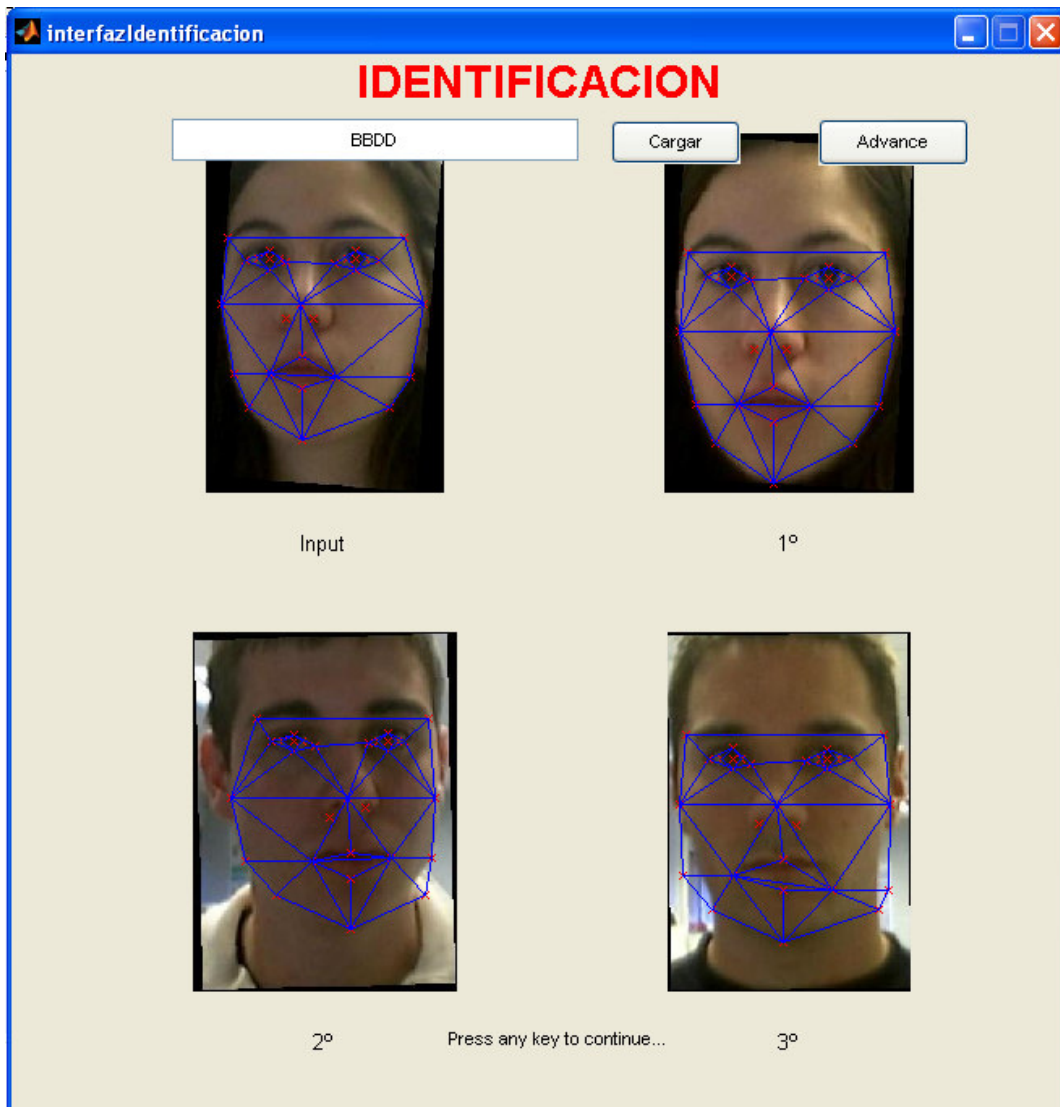 interfazIdentificacion
IDENTIFICACION
BBDD
Cargar
Advance
Input
1º
2º
Press any key to continue...
3º